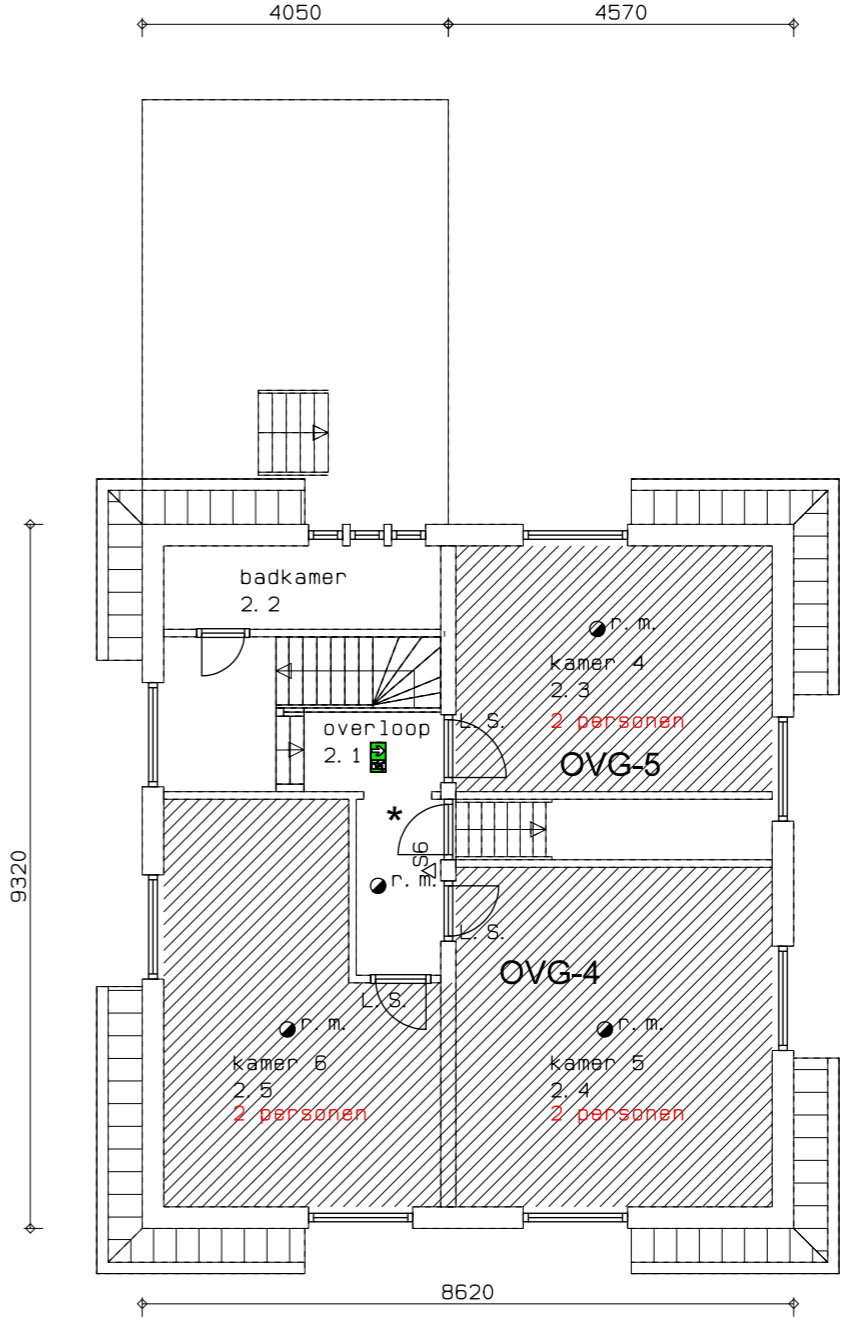 4050
4570
badkamer
2.2
r.m.
kamer 4
2.3
2 personen
L.S.
overloop
2.1
OVG-5
*
S6
r.m.
L.S.
OVG-4
L.S.
r.m.
r.m.
kamer 6
2.5
2 personen
kamer 5
2.4
2 personen
9320
8620